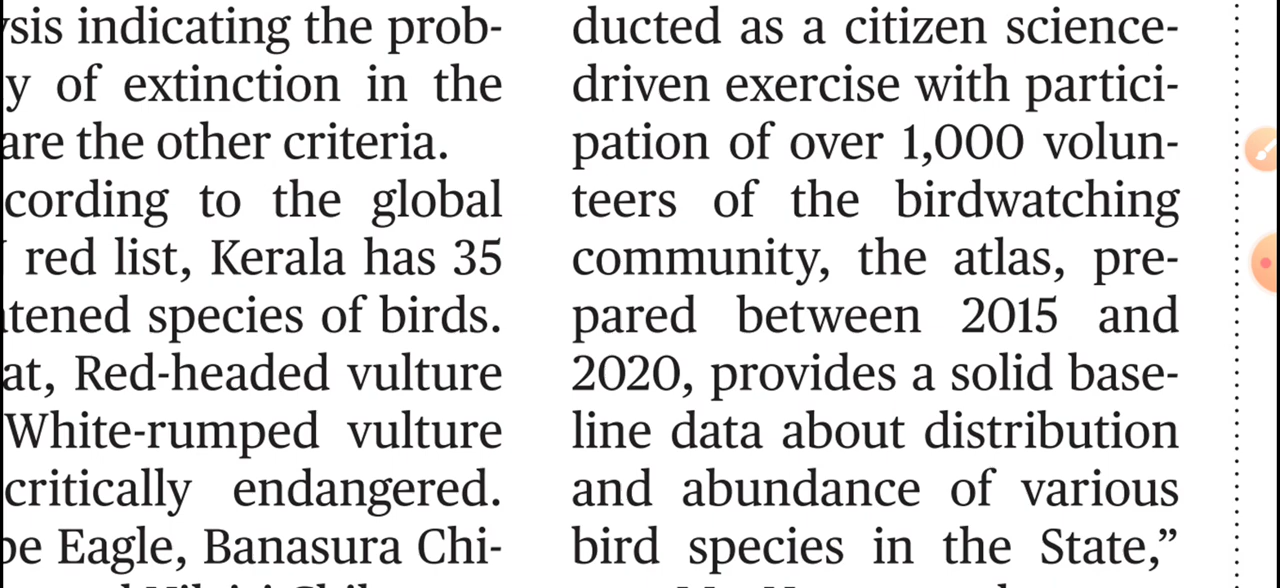 indicating the prob-
of extinction in the
are the other criteria.
to the global
red list, Kerala has 35
species of birds.
Red-headed vulture
White-rumped vulture
critically endangered.
Eagle, Banasura Chi-
ducted as a citizen science-
driven exercise with partici-
pation of over 1,000 volun-
teers of the birdwatching
community, the atlas, pre-
pared between 2015 and
2020, provides a solid base-
line data about distribution
and abundance of various
bird species in the State,”